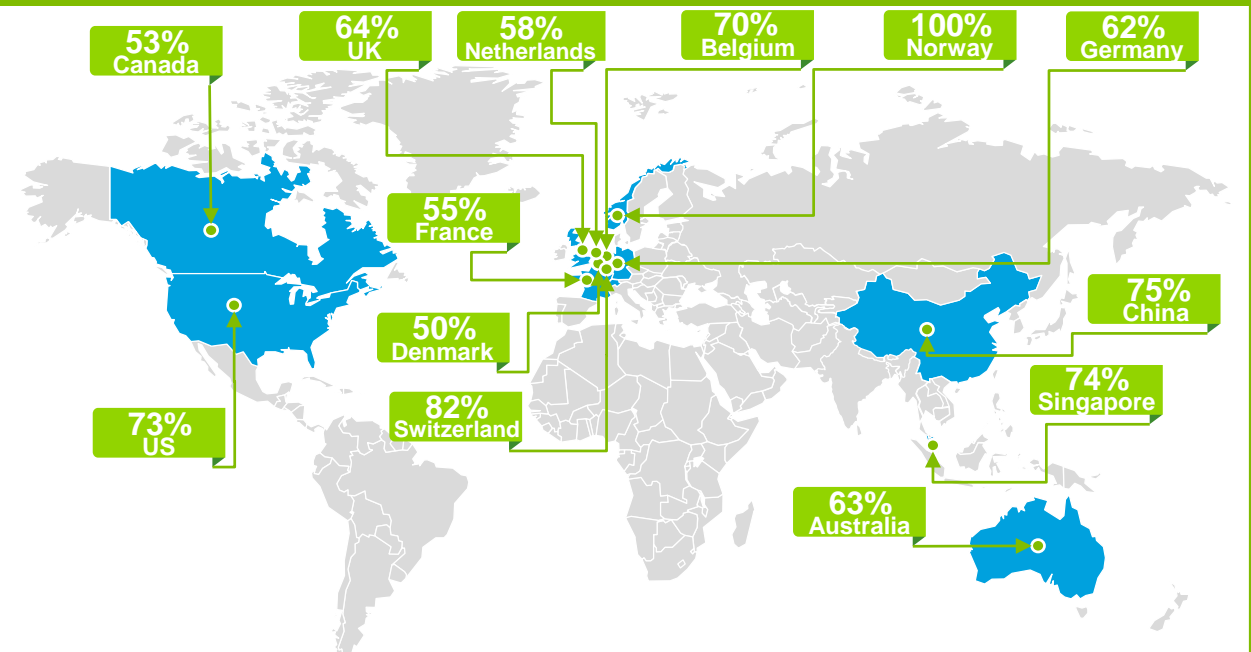 53%
Canada
64%
UK
58%
Netherlands
70%
Belgium
100%
Norway
62%
Germany
55%
France
75%
China
50%
Denmark
74%
Singapore
82%
Switzerland
73%
US
63%
Australia